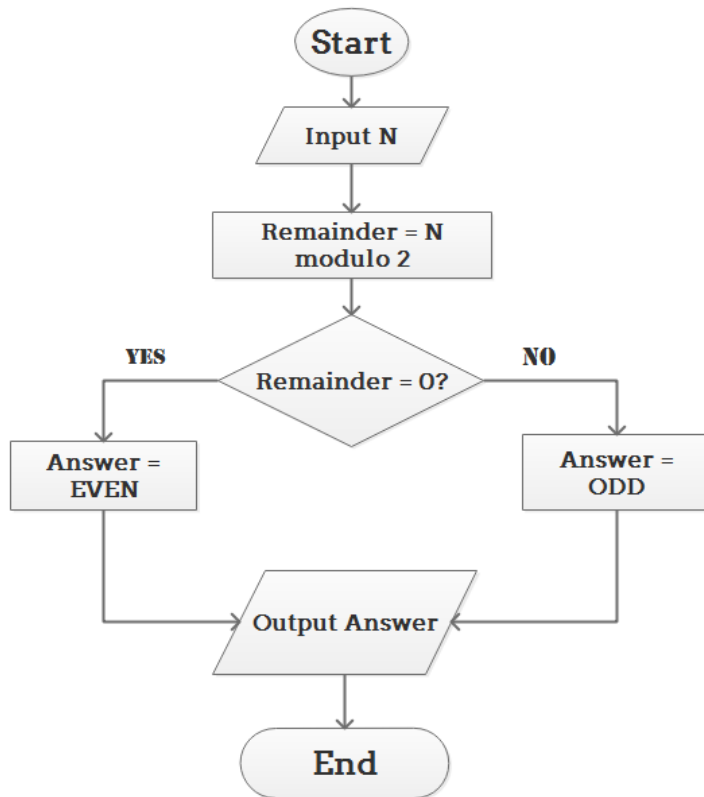 Start
Input N
Remainder = N
modulo 2
YES
NO
Remainder = 0?
Answer =
EVEN
Answer =
ODD
Output Answer
End